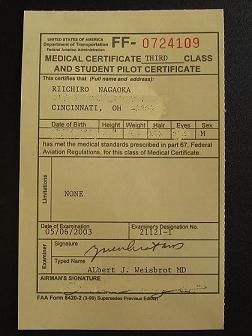 UNITED STATES OF AMERICA
Department of Transportation
Federal Aviation Administration
FF- 0724109
MEDICAL CERTIFICATE THIRD CLASS
AND STUDENT PILOT CERTIFICATE
This certifies that (Full name and address):
RIICHIRO NAGAOKA
CINCINNATI, OH
Date of Birth Height Weight Hair Eyes Sex
M
has met the medical standards prescribed in part 67, Federal
Aviation Regulations, for this class of Medical Certificate.
Limitations
NONE
Date of Examination Examiner's Designation No.
05/06/2003 21121-1
Examiner
Signature
Typed Name
Albert J. Weisbrot MD
AIRMAN'S SIGNATURE
FAA Form 8420-2 (3-99) Supersedes Previous Edition